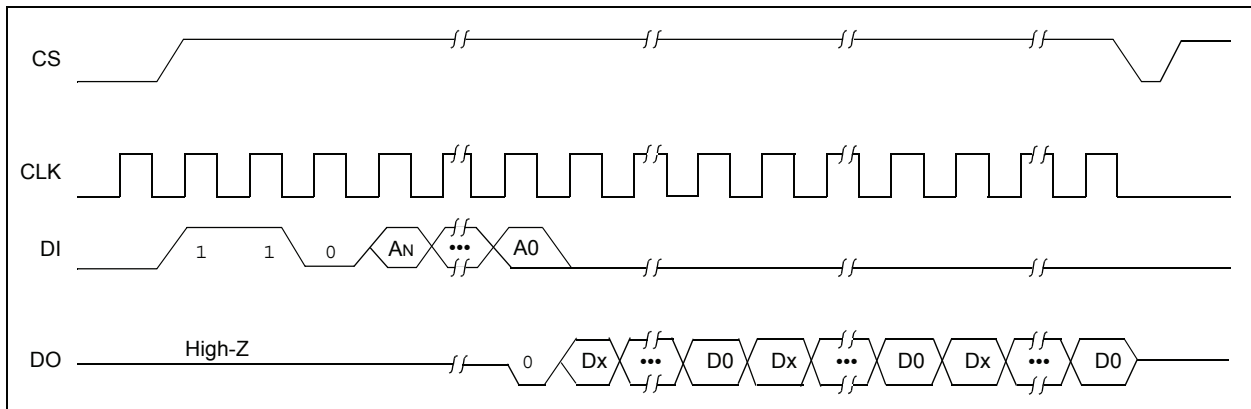 CS
CLK
DI 1 1 0 AN ••• A0
DO High-Z 0 Dx ••• D0 Dx ••• D0 Dx ••• D0